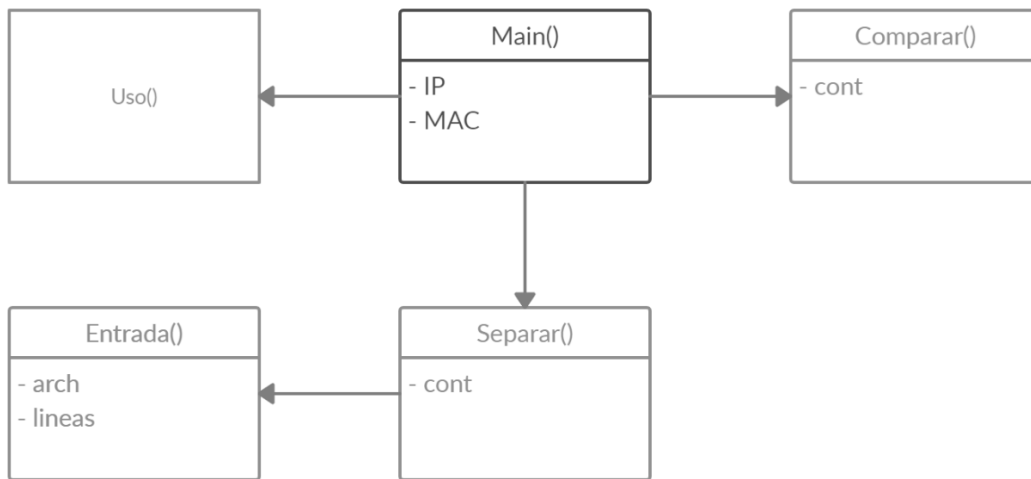 Uso()
Main()
- IP
- MAC
Comparar()
- cont
Entrada()
- arch
- lineas
Separar()
- cont